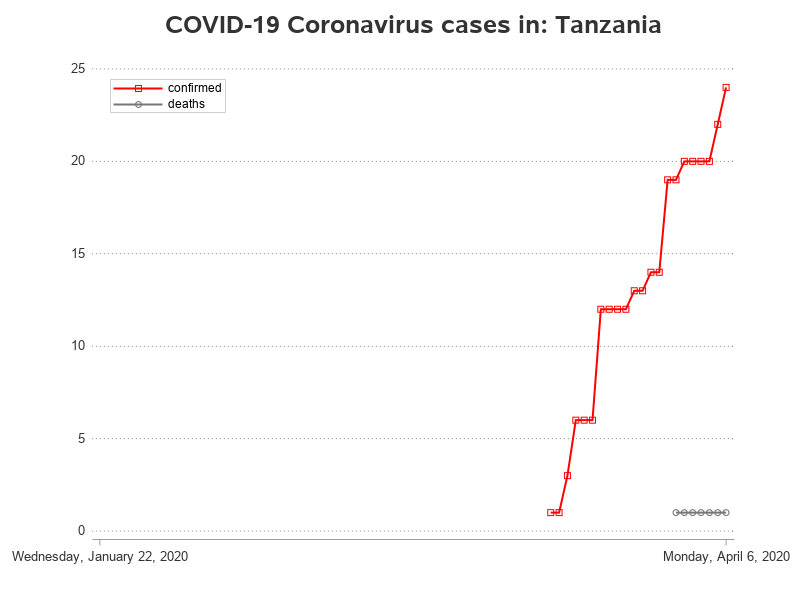 COVID-19 Coronavirus cases in: Tanzania
25
confirmed
deaths
20
15
10
5
0
Wednesday, January 22, 2020 Monday, April 6, 2020